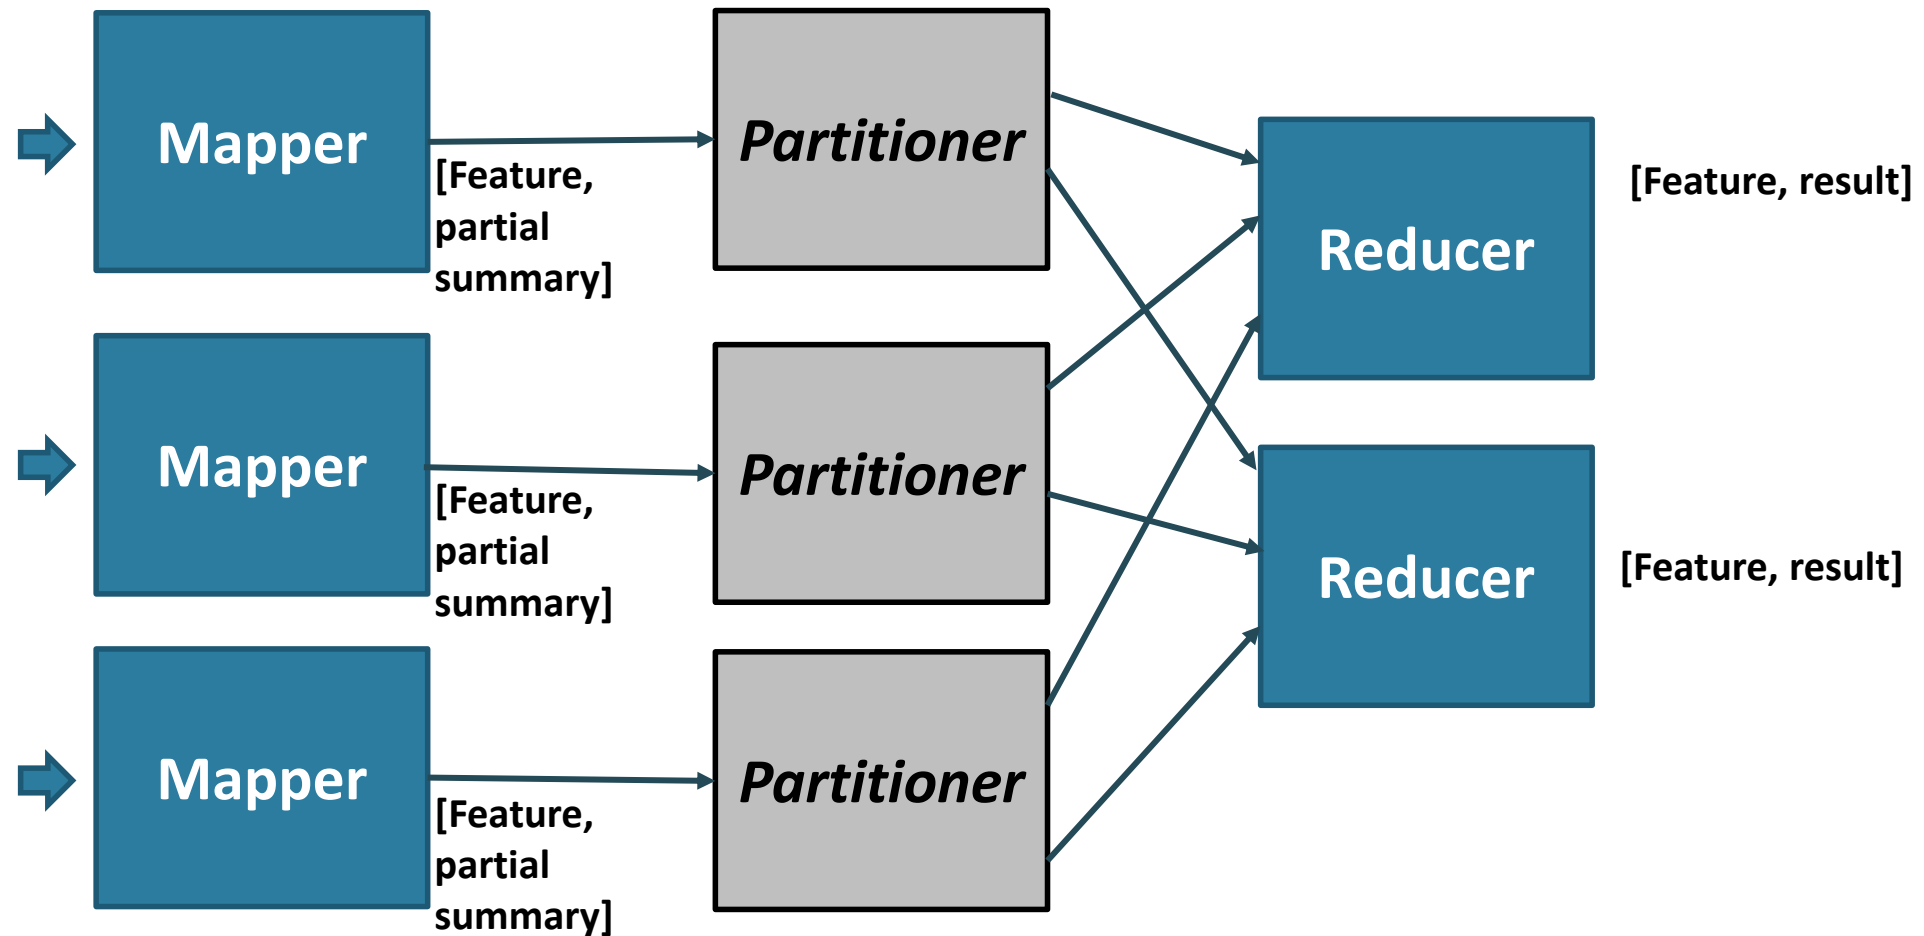 Mapper
[Feature,
partial
summary]
Partitioner
Reducer
[Feature, result]
Mapper
[Feature,
partial
summary]
Partitioner
Reducer
[Feature, result]
Mapper
[Feature,
partial
summary]
Partitioner